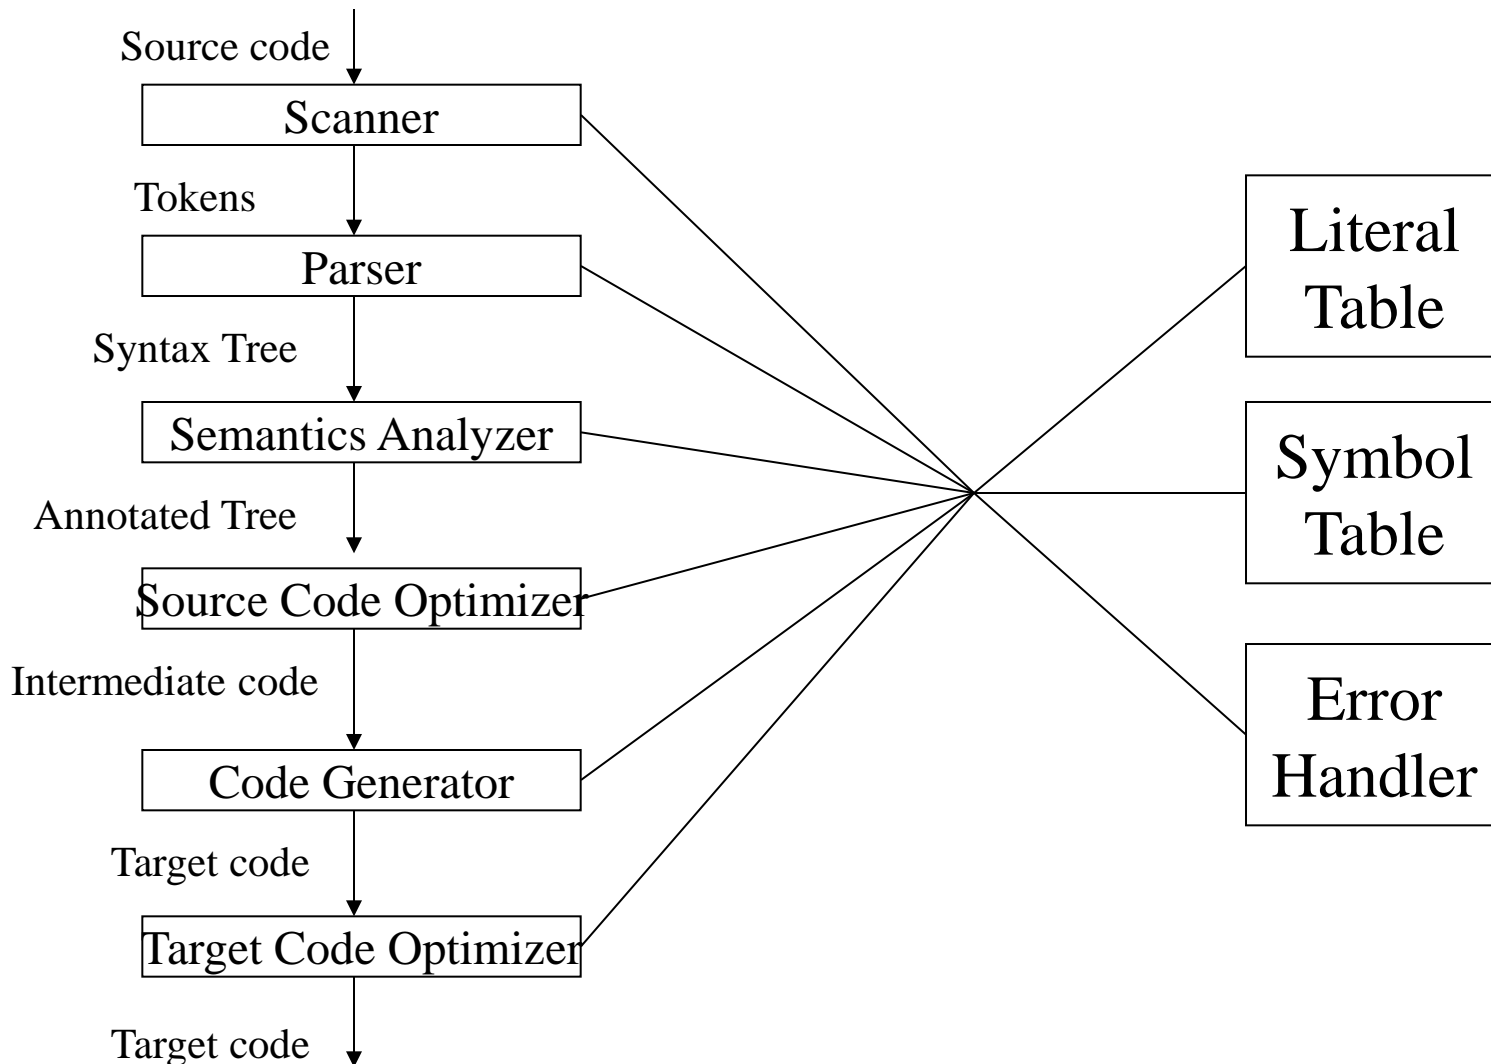 Source code
Scanner
Tokens
Parser
Syntax Tree
Semantics Analyzer
Annotated Tree
Source Code Optimizer
Intermediate code
Code Generator
Target code
Target Code Optimizer
Target code
Literal
Table
Symbol
Table
Error
Handler